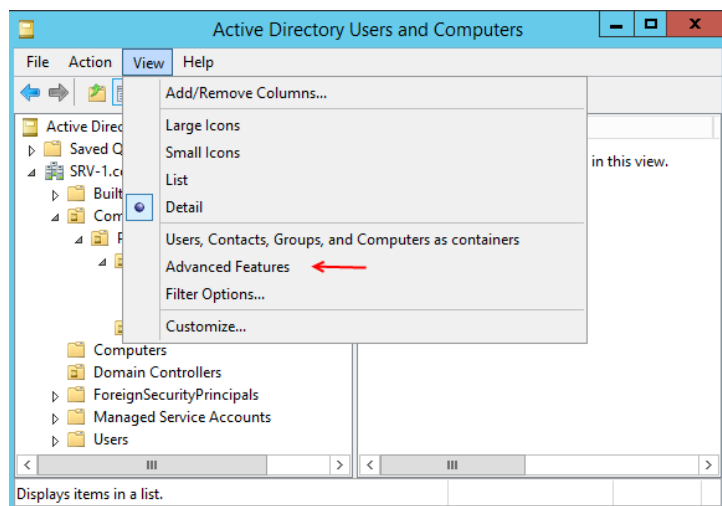 Active Directory Users and Computers
File Action View Help
Add/Remove Columns...
Active Direc
Large Icons
Saved Q
Small Icons
in this view.
SRV-1.c
List
Built
Detail
Com
Users, Contacts, Groups, and Computers as containers
Advanced Features
Filter Options...
Customize...
Computers
Domain Controllers
ForeignSecurityPrincipals
Managed Service Accounts
Users
Displays items in a list.